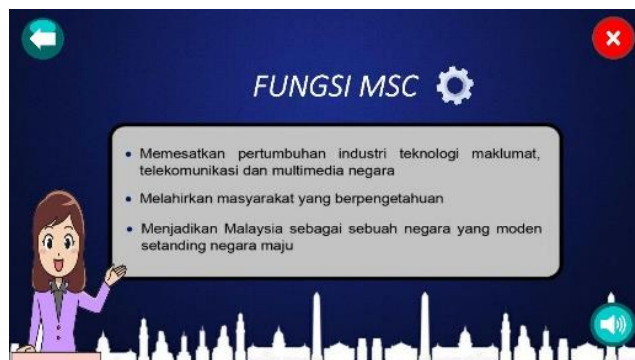 FUNGSI MSC
• Memesatkan pertumbuhan industri teknologi maklumat,
telekomunikasi dan multimedia negara
• Melahirkan masyarakat yang berpengetahuan
• Menjadikan Malaysia sebagai sebuah negara yang moden
setanding negara maju